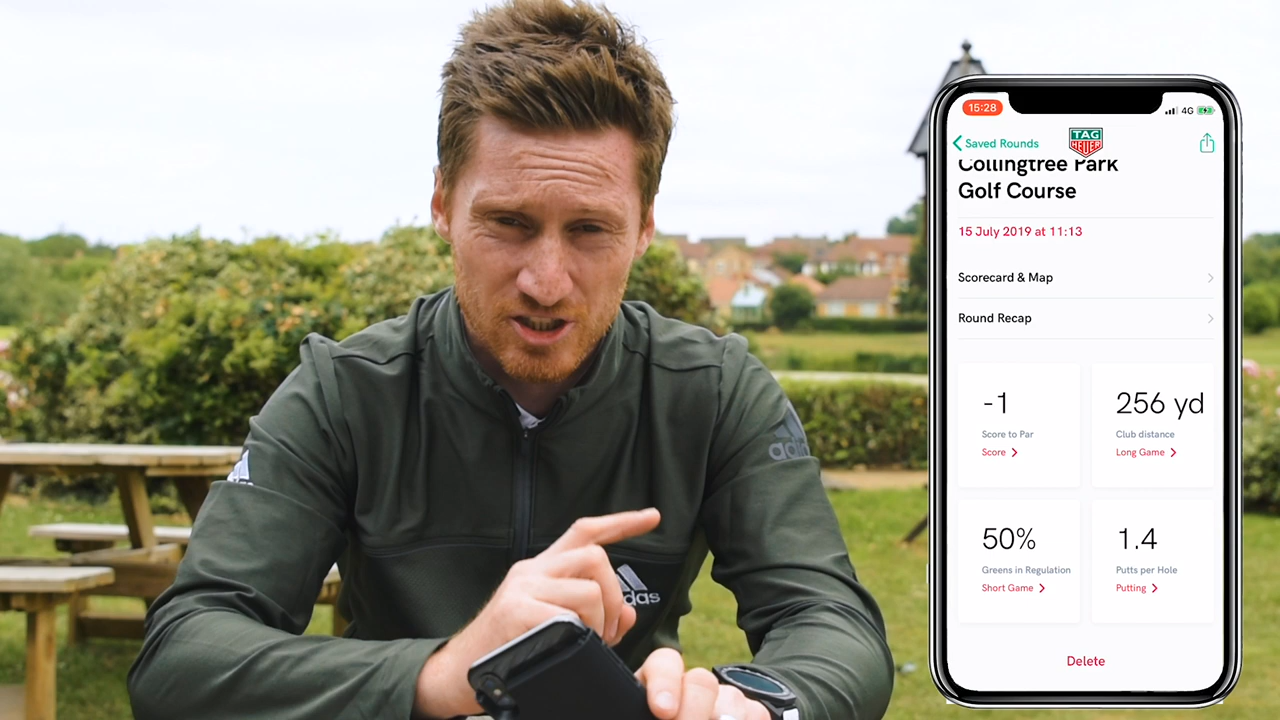 15:28
4G
Saved Rounds
TAG
HEUER
Collingtree Park
Golf Course
15 July 2019 at 11:13
Scorecard & Map
Round Recap
-1
256 yd
Score to Par
Club distance
Score
Long Game
50%
1.4
Greens in Regulation
Putts per Hole
Short Game
Putting
Delete